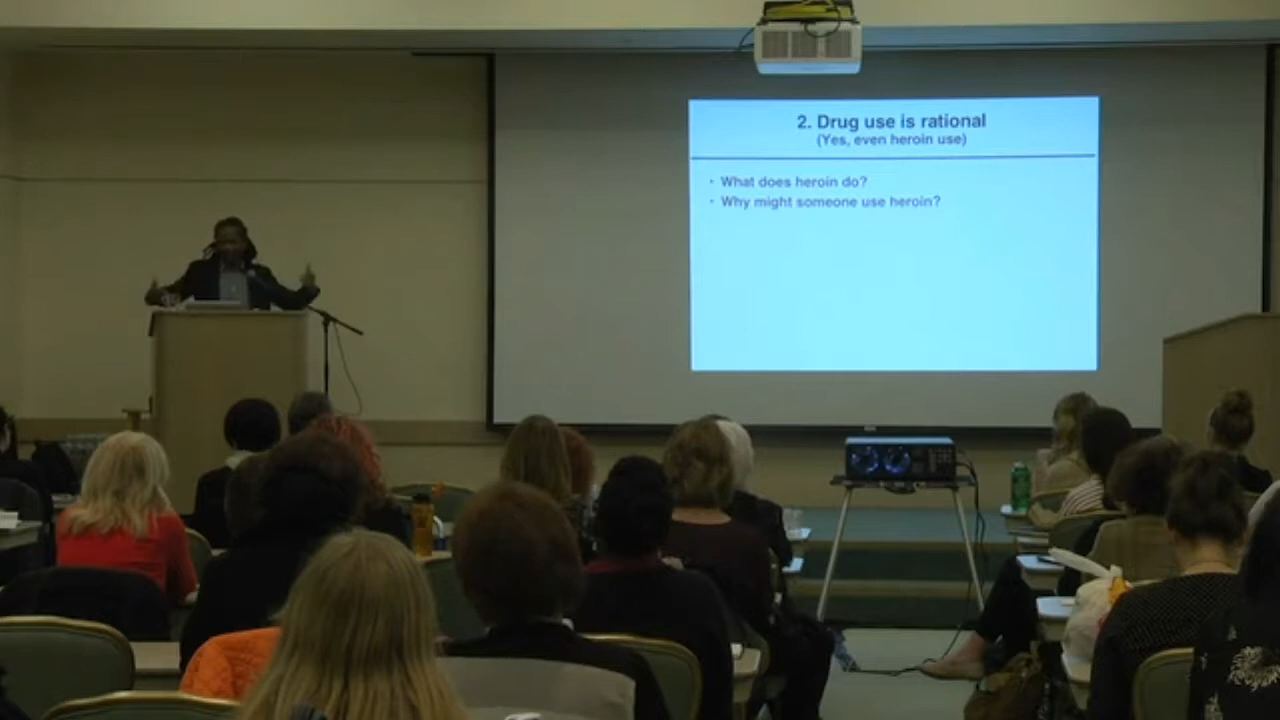 2. Drug use is rational
(Yes, even heroin use)
· What does heroin do?
· Why might someone use heroin?